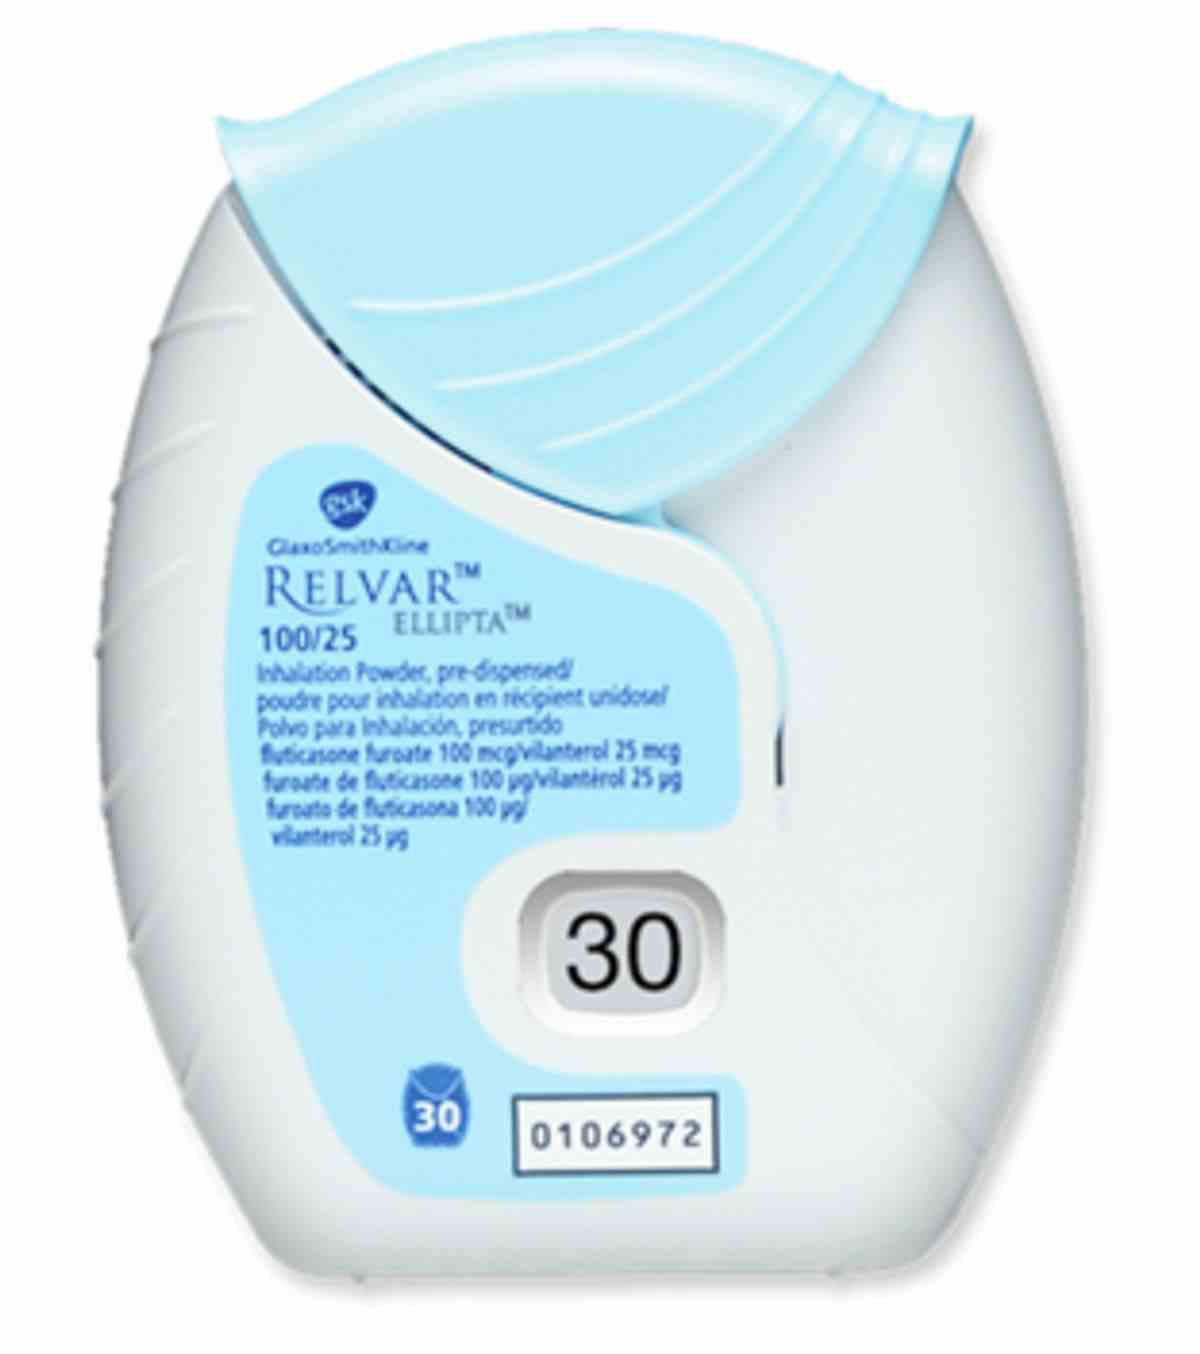 gsk
GlaxoSmithKline
RELVAR™
ELLIPTA™
100/25
Inhalation Powder, pre-dispensed/
poudre pour inhalation en récipient unidose/
Polvo para Inhalación, presurtido
fluticasone furoate 100 mcg/vilanterol 25 mcg
furoate de fluticasone 100 µg/vilantérol 25 µg
furoato de fluticasona 100 µg/
vilanterol 25 µg
30
30
0106972